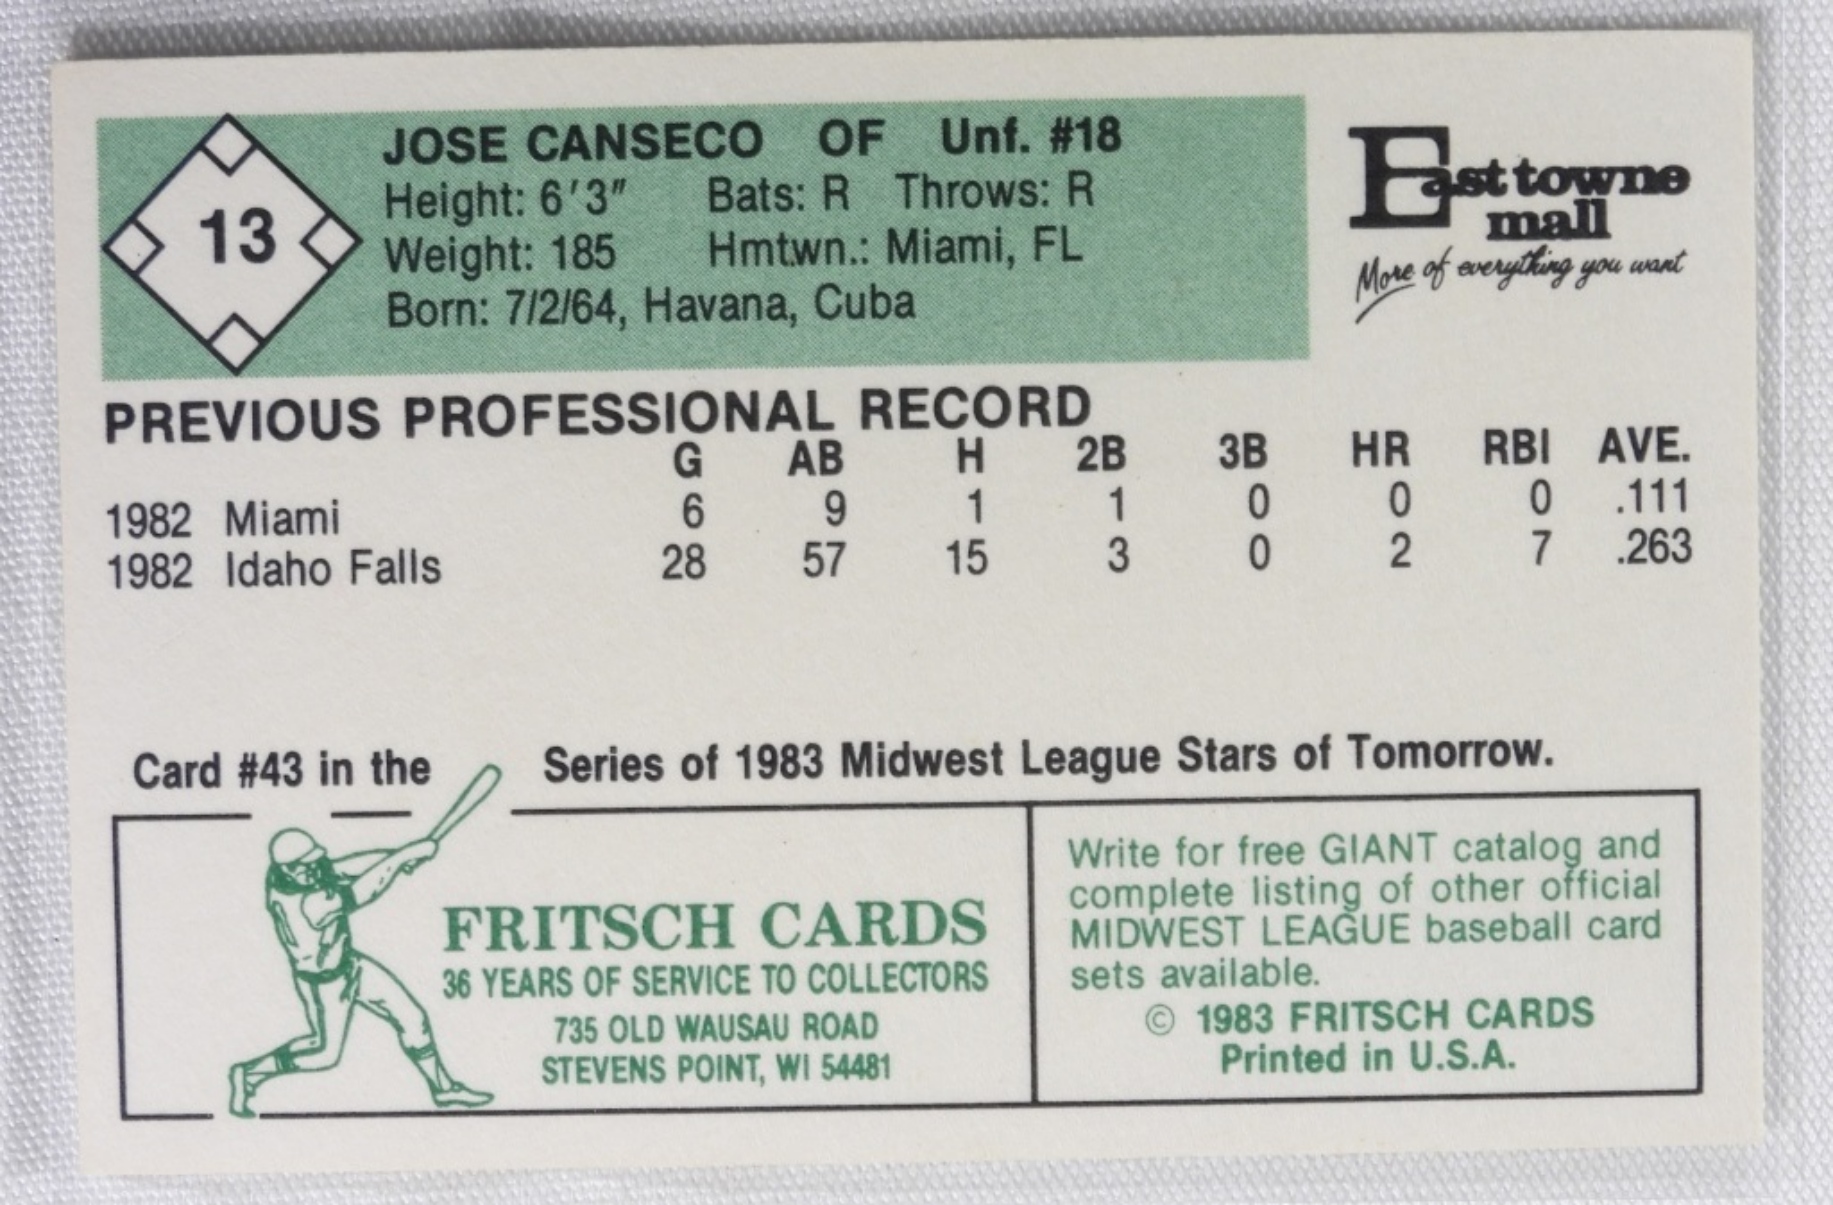 13
JOSE CANSECO OF Unf. #18
Height: 6'3" Bats: R Throws: R
Weight: 185 Hmtwn.: Miami, FL
Born: 7/2/64, Havana, Cuba
East towne
mall
More of everything you want
PREVIOUS PROFESSIONAL RECORD
G AB H 2B 3B HR RBI AVE.
1982 Miami 6 9 1 1 0 0 0 .111
1982 Idaho Falls 28 57 15 3 0 2 7 .263
Card #43 in the Series of 1983 Midwest League Stars of Tomorrow.
FRITSCH CARDS
36 YEARS OF SERVICE TO COLLECTORS
735 OLD WAUSAU ROAD
STEVENS POINT, WI 54481
Write for free GIANT catalog and
complete listing of other official
MIDWEST LEAGUE baseball card
sets available.
© 1983 FRITSCH CARDS
Printed in U.S.A.